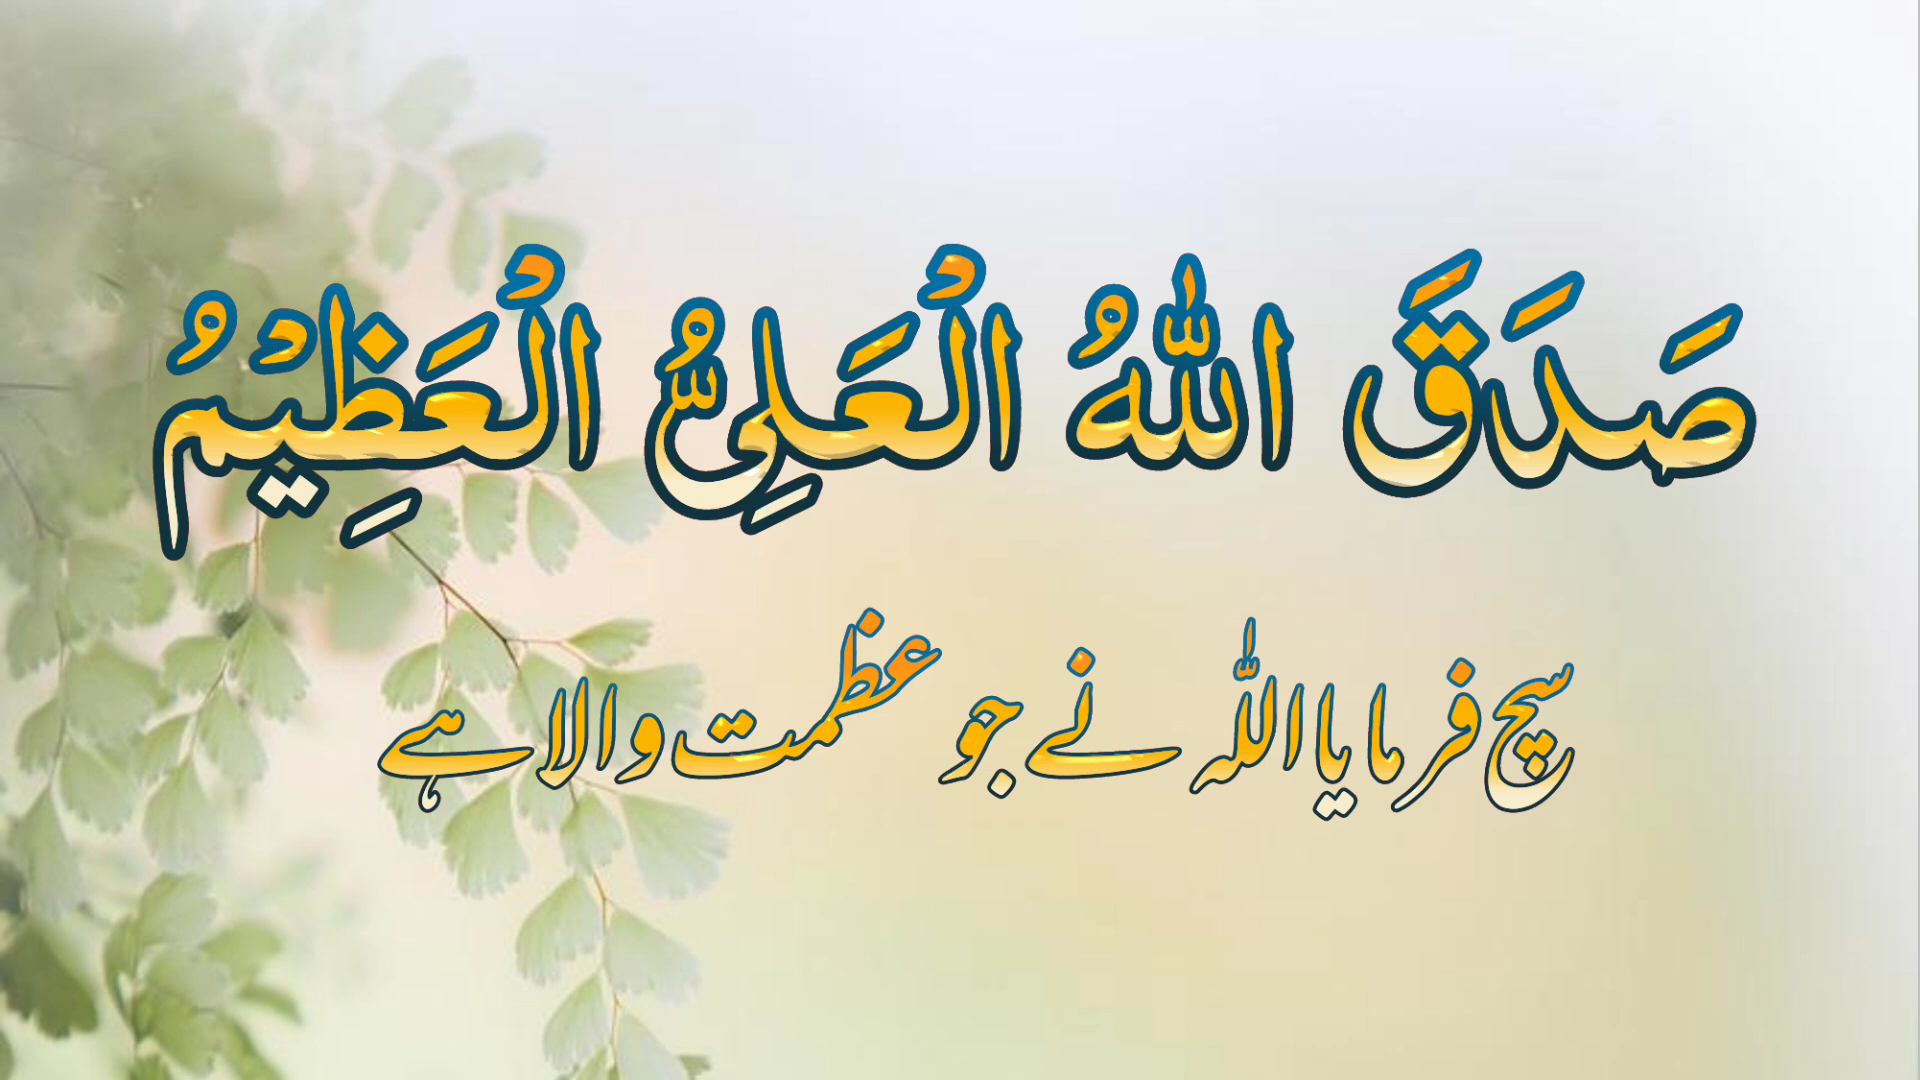 صَدَقَ اللّٰهُ الْعَلِیُّ الْعَظِیْمُ
سچ فرمایا اللہ نے جو عظمت والا ہے